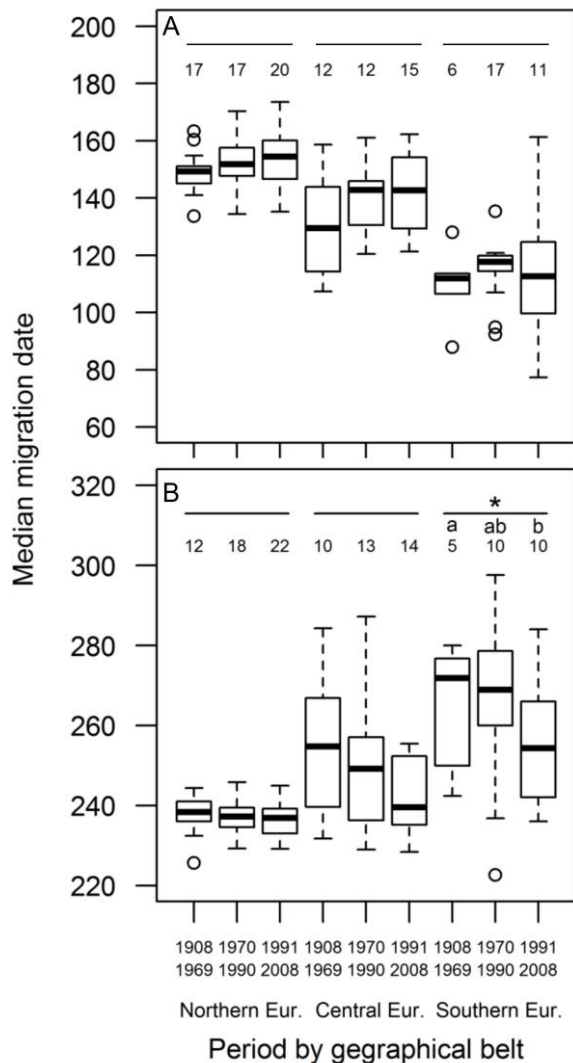 200
A
17 17 20 12 12 15 6 17 11
180
160
140
120
100
80
60
Median migration date
320
B
*
a ab b
12 18 22 10 13 14 5 10 10
300
280
260
240
220
1908 1970 1991 1908 1970 1991 1908 1970 1991
1969 1990 2008 1969 1990 2008 1969 1990 2008
Northern Eur. Central Eur. Southern Eur.
Period by gegraphical belt